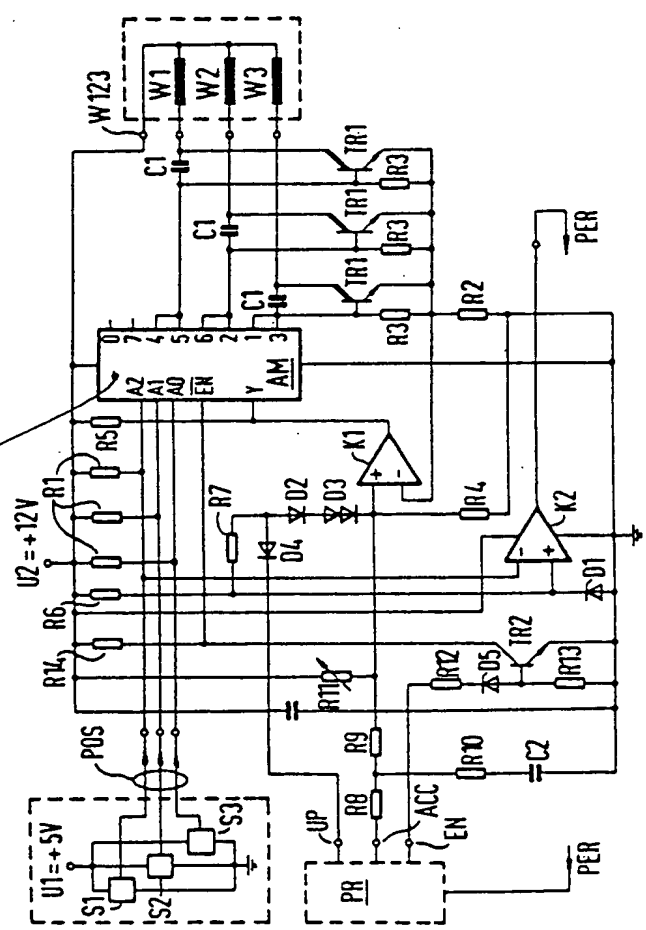 U1=+5V
S1
S2
S3
POS
U2=+12V
R14
R6
R1
R5
W123
W1
W2
W3
C1
C1
C1
0
7
4
5
6
2
1
3
A2
A1
A0
EN
Y
AM
TR1
TR1
TR1
R3
R3
R3
R2
R7
D2
D3
D4
K1
R4
K2
PER
R11
R9
R8
R10
C2
R12
D5
TR2
R13
D1
UP
ACC
EN
PR
PER